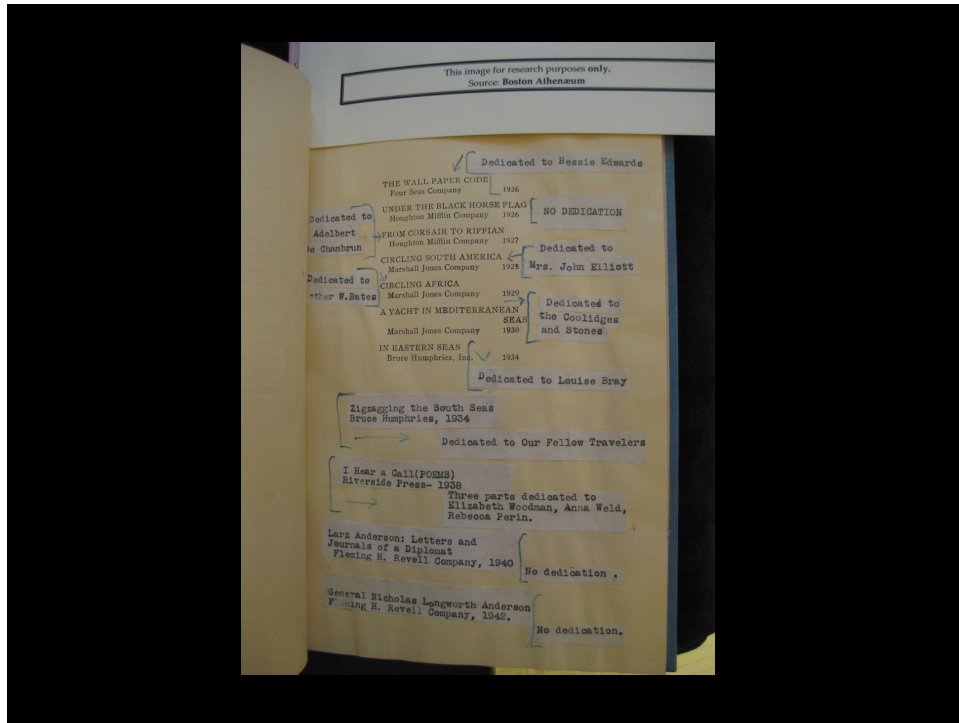 This image for research purposes only.
Source: Boston Athenæum
Dedicated to Bessie Edwards
THE WALL PAPER CODE
Four Seas Company 1926
UNDER THE BLACK HORSE FLAG
Houghton Mifflin Company 1926
NO DEDICATION
Dedicated to
Adelbert
de Chambrun
FROM CORSAIR TO RIFFIAN
Houghton Mifflin Company 1927
CIRCLING SOUTH AMERICA
Marshall Jones Company 1928
Dedicated to
Mrs. John Elliott
Dedicated to
ther W.Bates
CIRCLING AFRICA
Marshall Jones Company 1929
A YACHT IN MEDITERRANEAN
SEAS
Marshall Jones Company 1930
Dedicated to
the Coolidges
and Stones
IN EASTERN SEAS
Bruce Humphries, Inc. 1934
Dedicated to Louise Bray
Zigzagging the South Seas
Bruce Humphries, 1934
Dedicated to Our Fellow Travelers
I Hear a Call(POEMS)
Riverside Press- 1938
Three parts dedicated to
Elizabeth Woodman, Anna Weld,
Rebecca Perin.
Larz Anderson: Letters and
Journals of a Diplomat
Fleming H. Revell Company, 1940
No dedication .
General Nicholas Longworth Anderson
Fleming H. Revell Company, 1942.
No dedication.